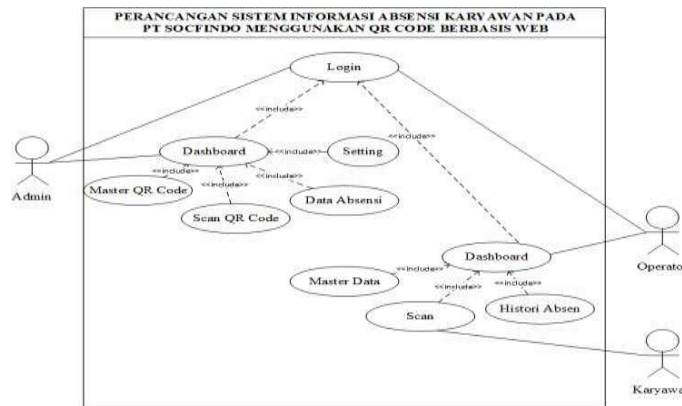 PERANCANGAN SISTEM INFORMASI ABSENSI KARYAWAN PADA
PT SOCFINDO MENGGUNAKAN QR CODE BERBASIS WEB
Login
<<include>>
<<include>>
Dashboard
<<include>>
Setting
Admin
<<include>>
<<include>>
<<include>>
Master QR Code
Scan QR Code
Data Absensi
Dashboard
Operato
<<include>>
Master Data
<<include>>
<<include>>
Scan
Histori Absen
Karyawa